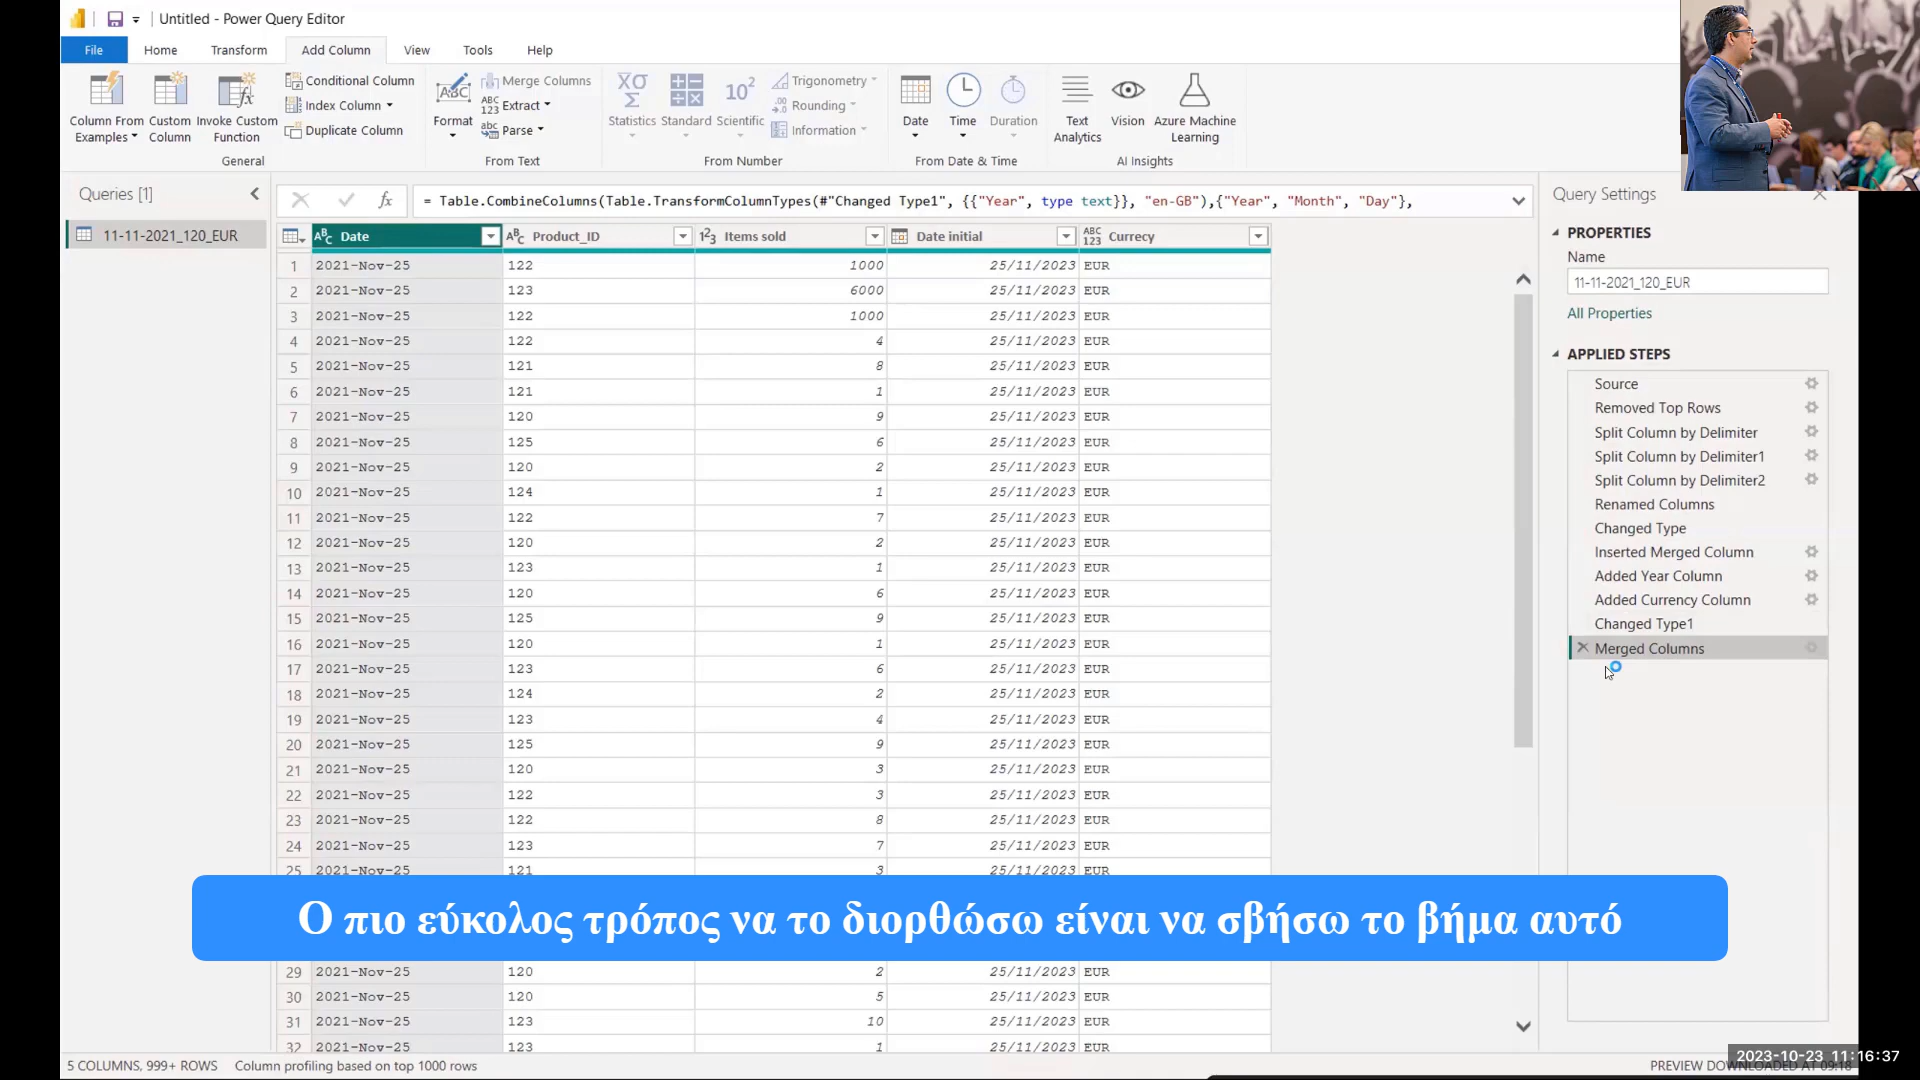 Untitled - Power Query Editor
File Home Transform Add Column View Tools Help
Column From Examples
Custom Column
Invoke Custom Function
Conditional Column
Index Column
Duplicate Column
General
Format
Merge Columns
Extract
Parse
From Text
Statistics
Standard
Scientific
Trigonometry
Rounding
Information
From Number
Date
Time
Duration
From Date & Time
Text Analytics
Vision
Azure Machine Learning
AI Insights
Queries [1]
11-11-2021_120_EUR
= Table.CombineColumns(Table.TransformColumnTypes(#"Changed Type1", {{"Year", type text}}, "en-GB"),{"Year", "Month", "Day"},
Date Product_ID Items sold Date initial Currecy
1 2021-Nov-25 122 1000 25/11/2023 EUR
2 2021-Nov-25 123 6000 25/11/2023 EUR
3 2021-Nov-25 122 1000 25/11/2023 EUR
4 2021-Nov-25 122 4 25/11/2023 EUR
5 2021-Nov-25 121 8 25/11/2023 EUR
6 2021-Nov-25 121 1 25/11/2023 EUR
7 2021-Nov-25 120 9 25/11/2023 EUR
8 2021-Nov-25 125 6 25/11/2023 EUR
9 2021-Nov-25 120 2 25/11/2023 EUR
10 2021-Nov-25 124 1 25/11/2023 EUR
11 2021-Nov-25 122 7 25/11/2023 EUR
12 2021-Nov-25 120 2 25/11/2023 EUR
13 2021-Nov-25 123 1 25/11/2023 EUR
14 2021-Nov-25 120 6 25/11/2023 EUR
15 2021-Nov-25 125 9 25/11/2023 EUR
16 2021-Nov-25 120 1 25/11/2023 EUR
17 2021-Nov-25 123 6 25/11/2023 EUR
18 2021-Nov-25 124 2 25/11/2023 EUR
19 2021-Nov-25 123 4 25/11/2023 EUR
20 2021-Nov-25 125 9 25/11/2023 EUR
21 2021-Nov-25 120 3 25/11/2023 EUR
22 2021-Nov-25 122 3 25/11/2023 EUR
23 2021-Nov-25 122 8 25/11/2023 EUR
24 2021-Nov-25 123 7 25/11/2023 EUR
25 2021-Nov-25 121 3 25/11/2023 EUR
Ο πιο εύκολος τρόπος να το διορθώσω είναι να σβήσω το βήμα αυτό
29 2021-Nov-25 120 2 25/11/2023 EUR
30 2021-Nov-25 120 5 25/11/2023 EUR
31 2021-Nov-25 123 10 25/11/2023 EUR
32 2021-Nov-25 123 1 25/11/2023 EUR
Query Settings
PROPERTIES
Name
11-11-2021_120_EUR
All Properties
APPLIED STEPS
Source
Removed Top Rows
Split Column by Delimiter
Split Column by Delimiter1
Split Column by Delimiter2
Renamed Columns
Changed Type
Inserted Merged Column
Added Year Column
Added Currency Column
Changed Type1
Merged Columns
5 COLUMNS, 999+ ROWS Column profiling based on top 1000 rows
PREVIEW DOWNLOADED AT 09:18
2023-10-23 11:16:37